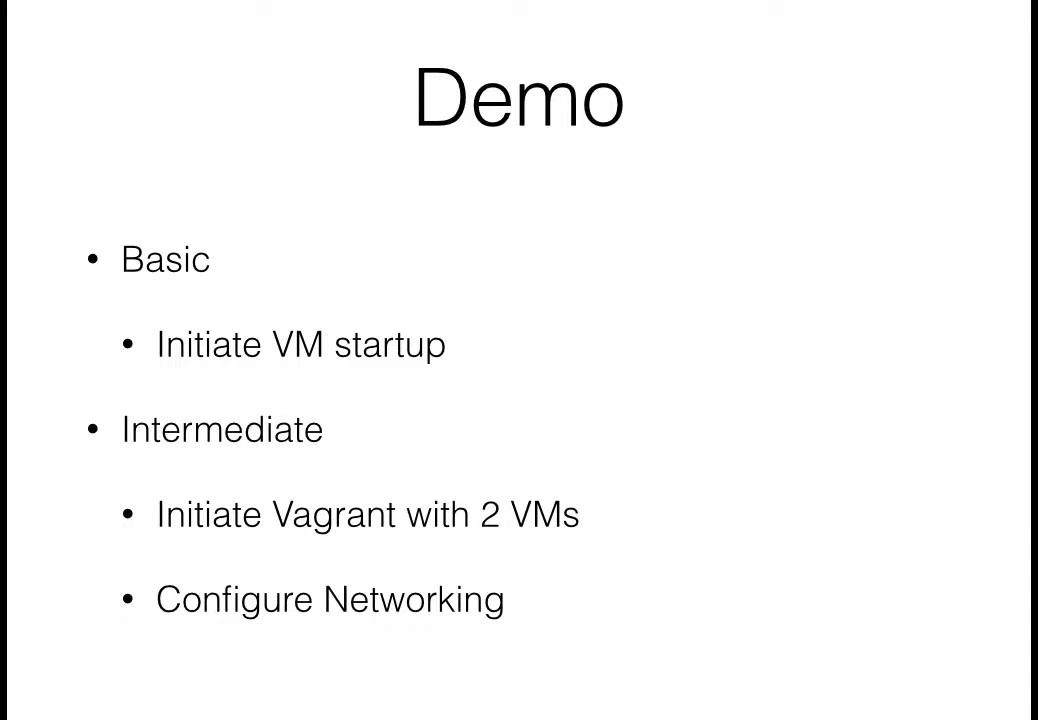 Demo
• Basic
• Initiate VM startup
• Intermediate
• Initiate Vagrant with 2 VMs
• Configure Networking